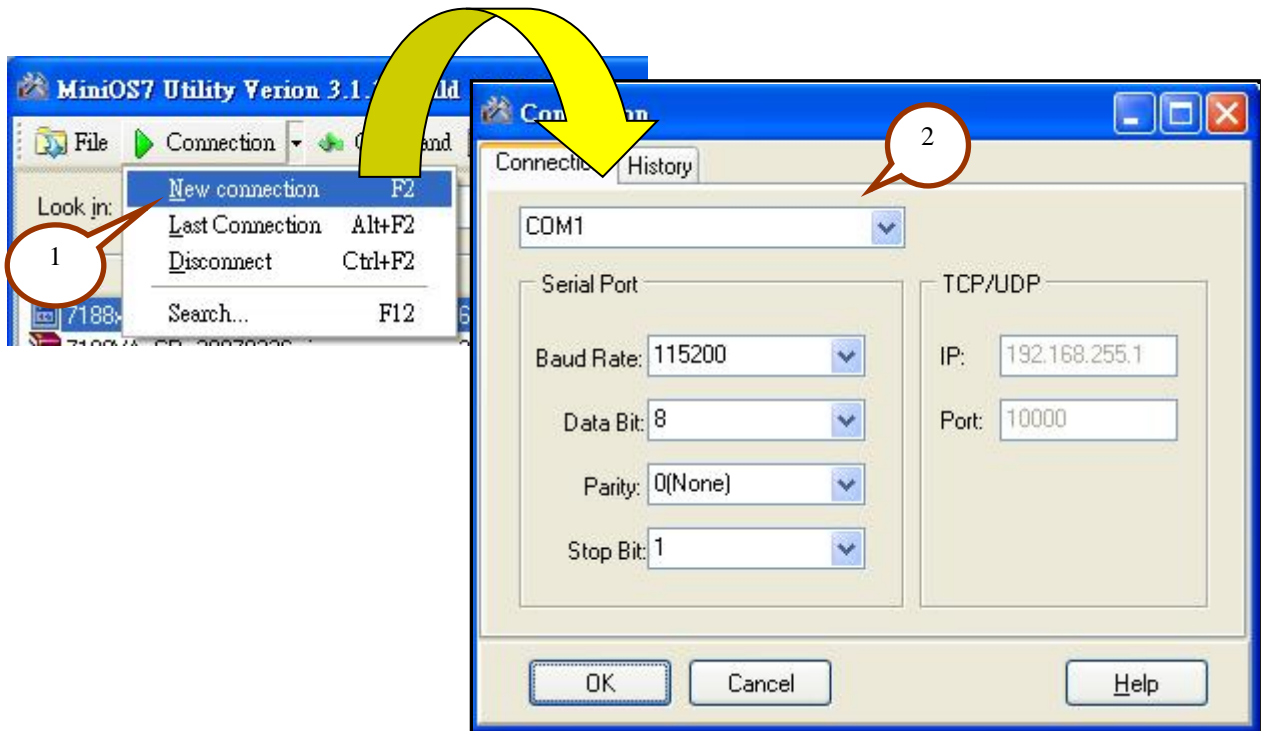 MiniOS7 Utility Verion 3.1.
File Connection
New connection F2
Last Connection Alt+F2
Disconnect Ctrl+F2
Search... F12
Look in:
1
Connection History
2
COM1
Serial Port
Baud Rate: 115200
Data Bit: 8
Parity: 0(None)
Stop Bit: 1
TCP/UDP
IP: 192.168.255.1
Port: 10000
OK Cancel Help